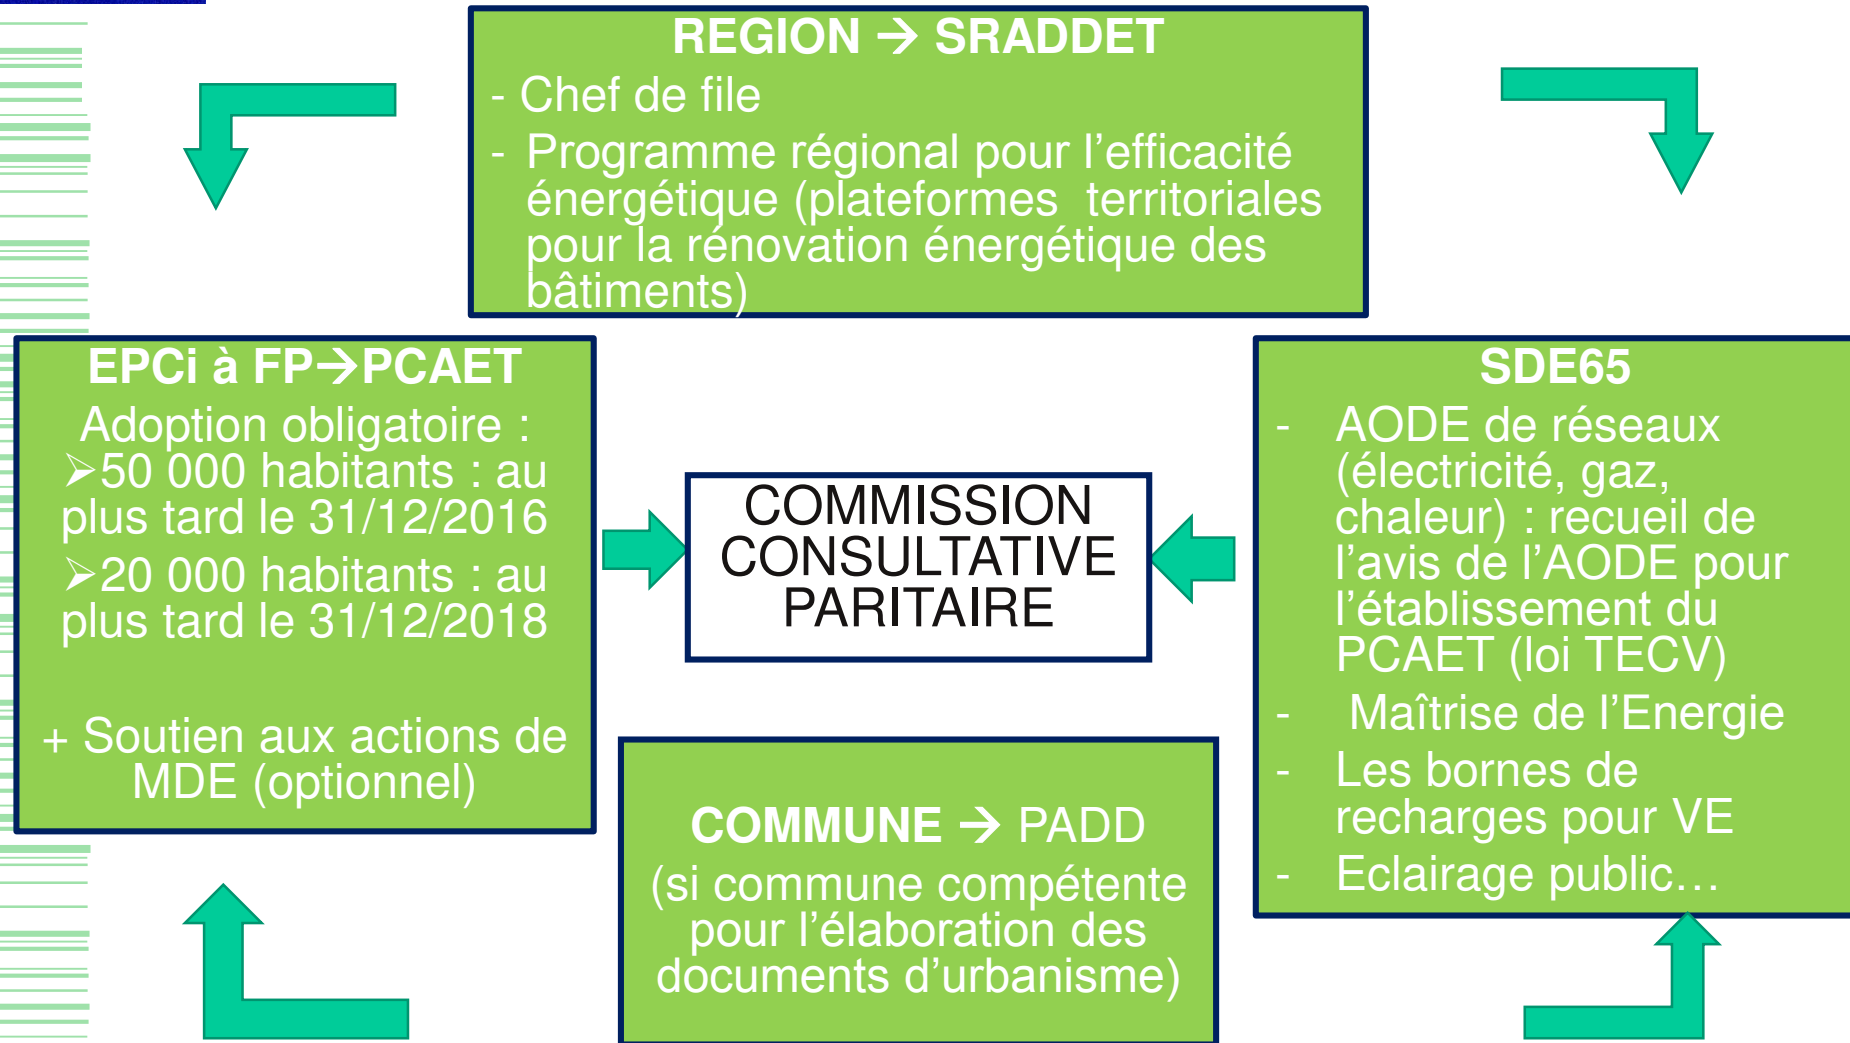 REGION → SRADDET
- Chef de file
- Programme régional pour l’efficacité
énergétique (plateformes territoriales
pour la rénovation énergétique des
bâtiments)
EPCi à FP→PCAET
Adoption obligatoire :
➢50 000 habitants : au
plus tard le 31/12/2016
➢20 000 habitants : au
plus tard le 31/12/2018
+ Soutien aux actions de
MDE (optionnel)
COMMISSION
CONSULTATIVE
PARITAIRE
SDE65
- AODE de réseaux
(électricité, gaz,
chaleur) : recueil de
l’avis de l’AODE pour
l’établissement du
PCAET (loi TECV)
- Maîtrise de l’Energie
- Les bornes de
recharges pour VE
- Eclairage public…
COMMUNE → PADD
(si commune compétente
pour l’élaboration des
documents d’urbanisme)